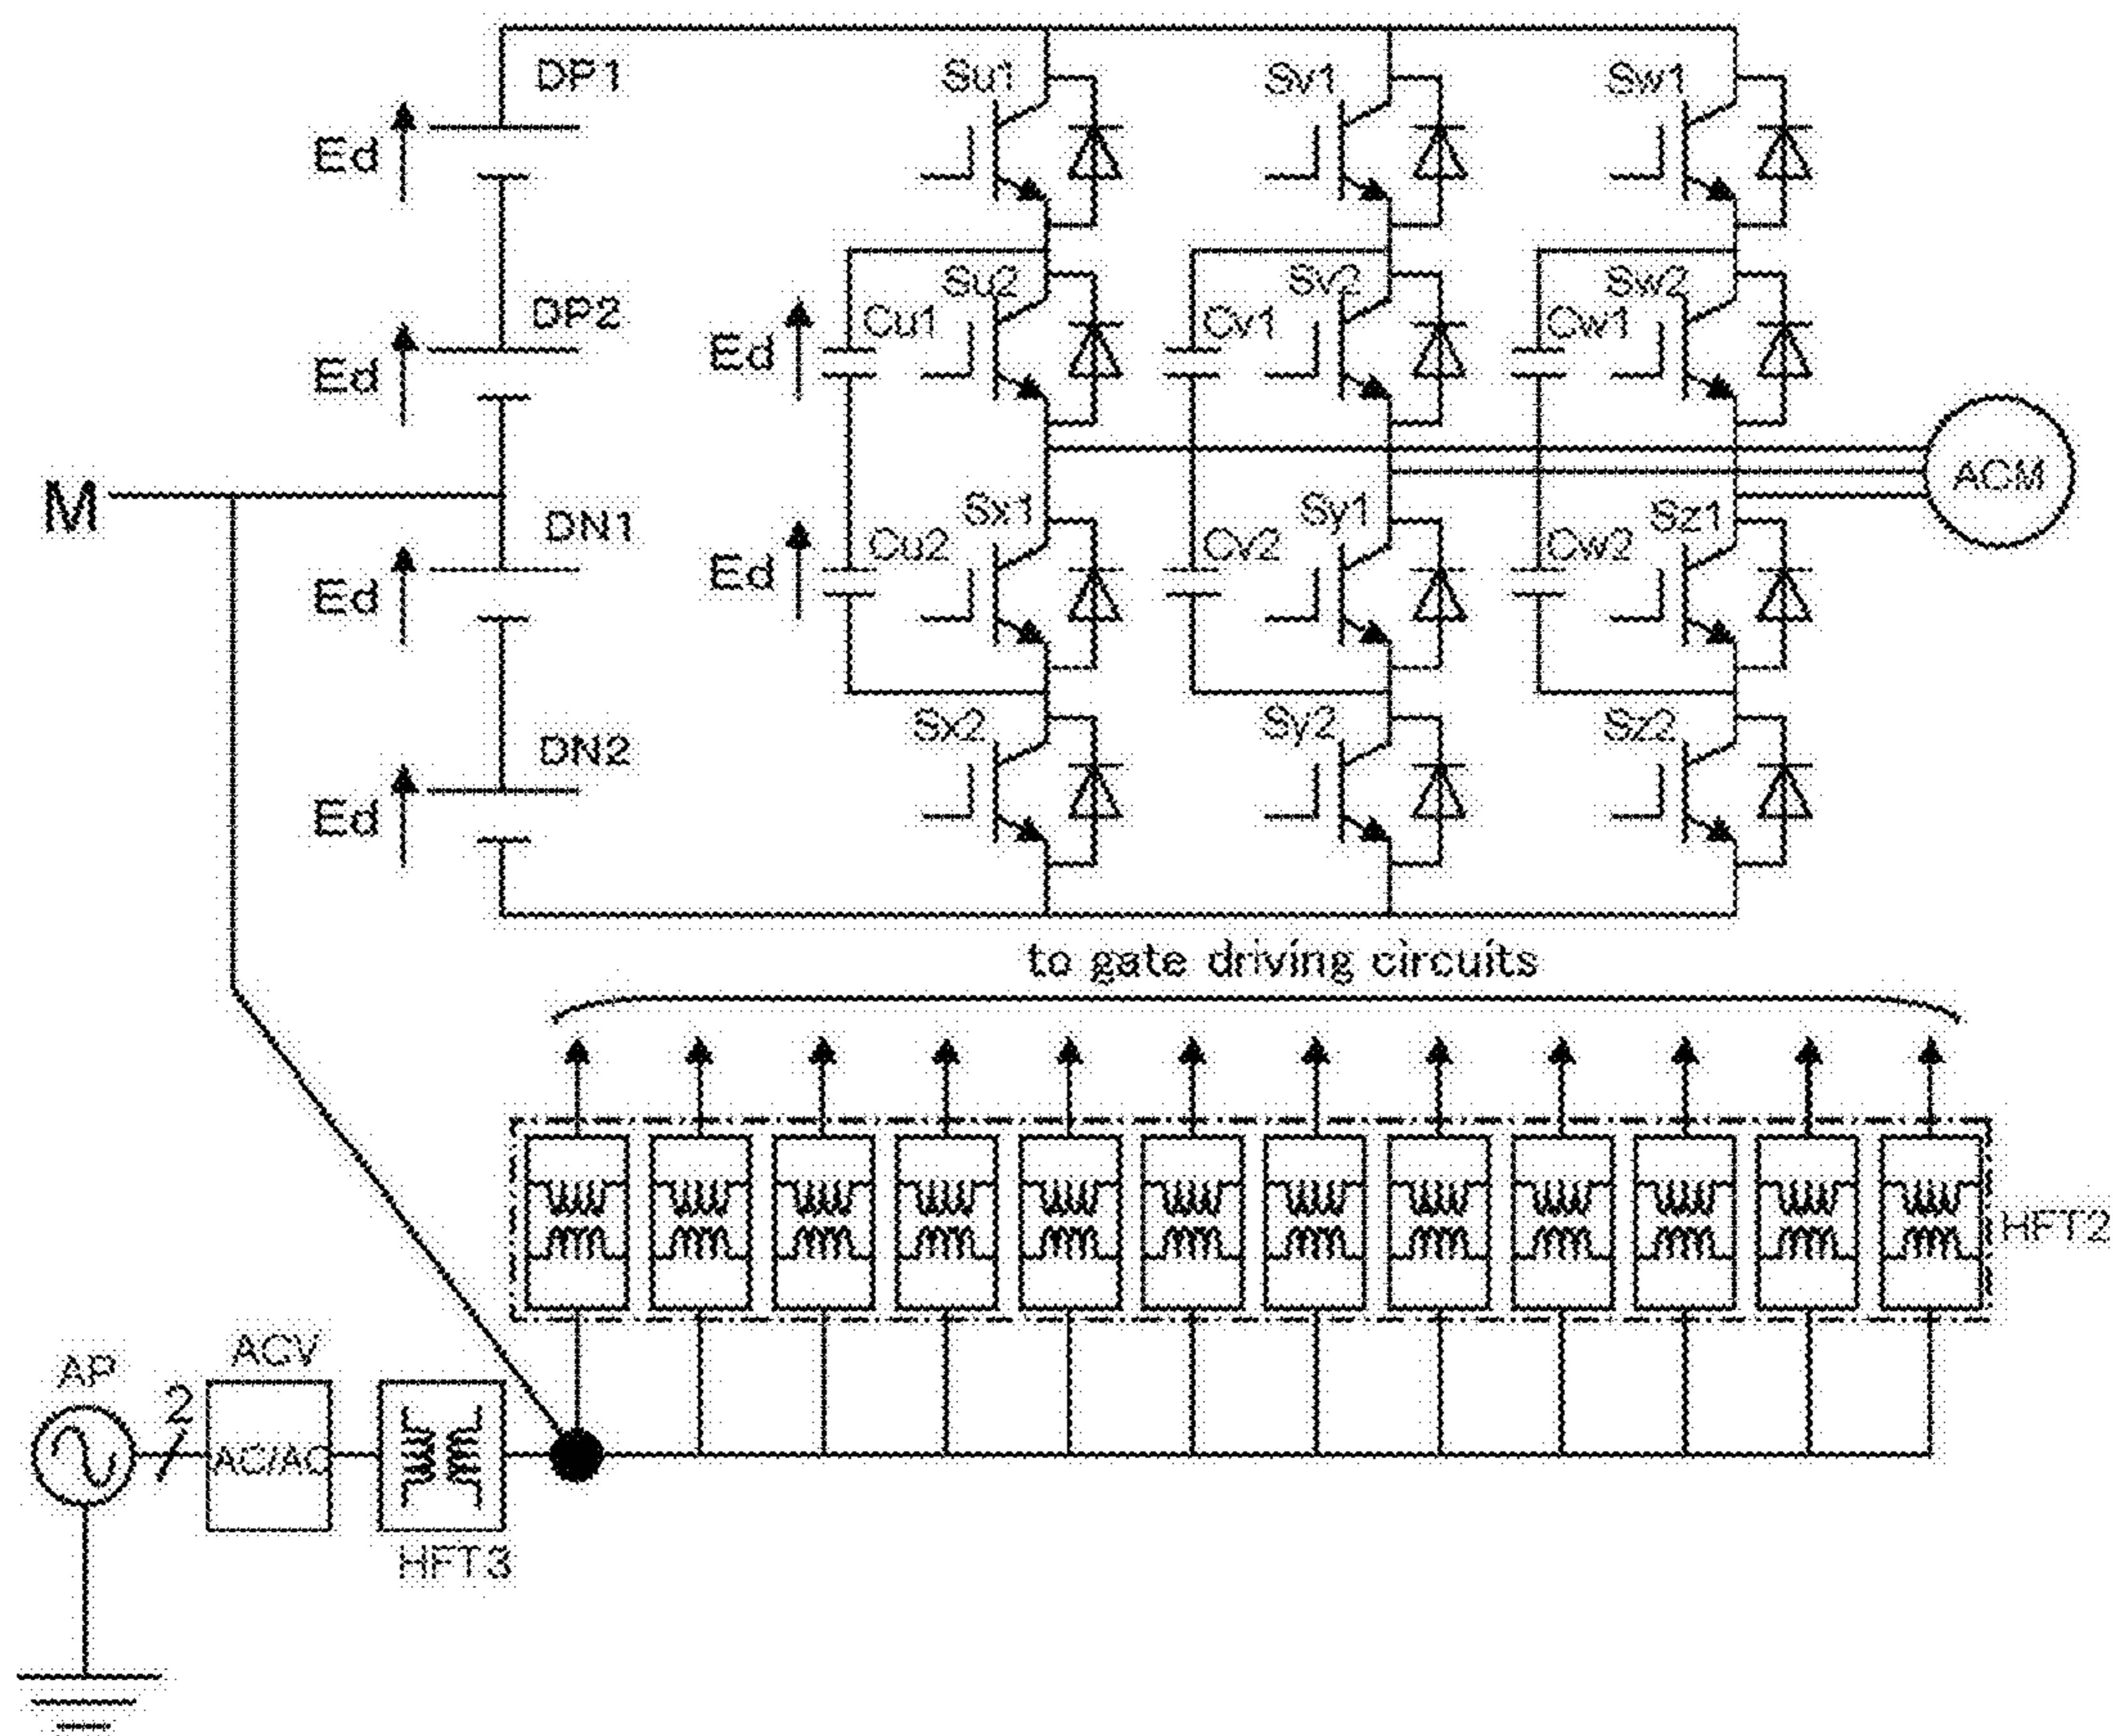 DP1
Su1
Sv1
Sw1
Ed
DP2
Su2
Sv2
Sw2
Cu1
Cv1
Cw1
Ed
Ed
M
ACM
DN1
Sx1
Sy1
Sz1
Cu2
Cv2
Cw2
Ed
Ed
DN2
Sx2
Sy2
Sz2
Ed
to gate driving circuits
HFT2
AP
2
ACV
AC/AC
HFT3